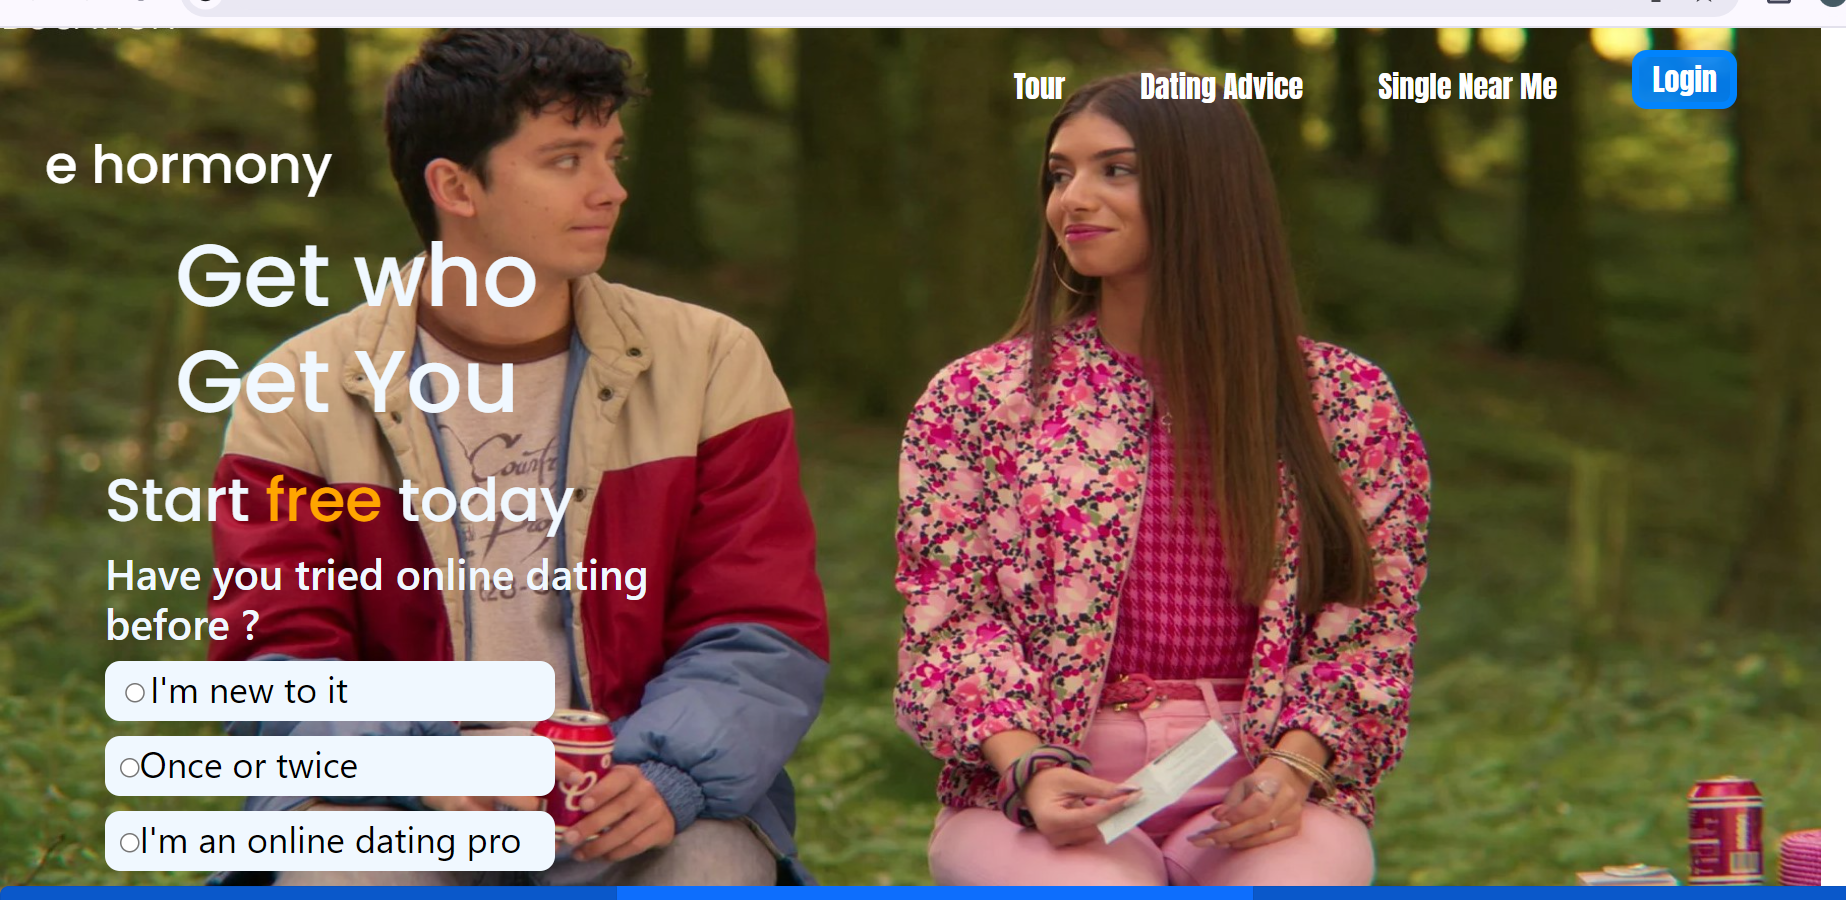 Tour Dating Advice Single Near Me Login
e hormony
Get who
Get You
Start free today
Have you tried online dating
before ?
I'm new to it
Once or twice
I'm an online dating pro